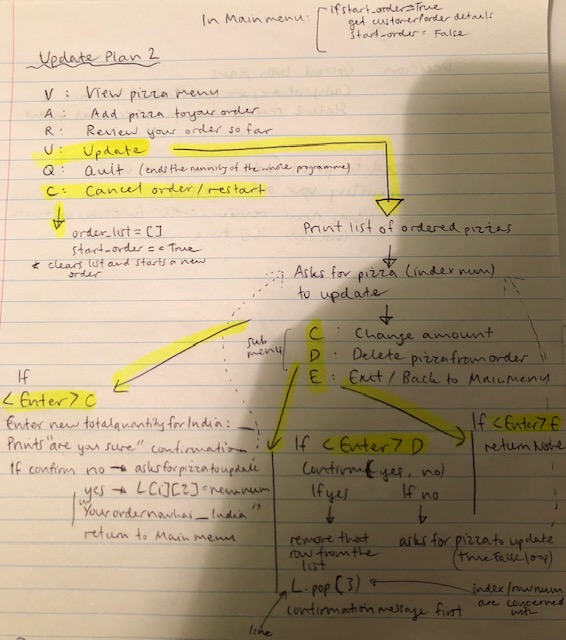 In Main menu:
if start_order = True
get customer/order details
start_order = False
Update Plan 2
V : View pizza menu
A : Add pizza to your order
R : Review your order so far
U : Update
Q : Quit (ends the running of the whole programme)
C : Cancel order / restart
order_list = []
start_order = True
* clears list and starts a new
order
Print list of ordered pizzas
Asks for pizza (index num)
to update
sub
menu
C : Change amount
D : Delete pizza from order
E : Exit / Back to Main menu
If
<Enter> C
Enter new total quantity for India:
Prints "are you sure" confirmation
If confirm no → asks for pizza to update
yes → L[i][2] = newnum
"Your order now has _ India"
return to Main menu
If <Enter> D
Confirm (yes, no)
If yes
If no
remove that
row from the
list
asks for pizza to update
(True False loop)
L.pop(3)
index/row num
are concerned
with
confirmation message first
line
If <Enter> E
return None